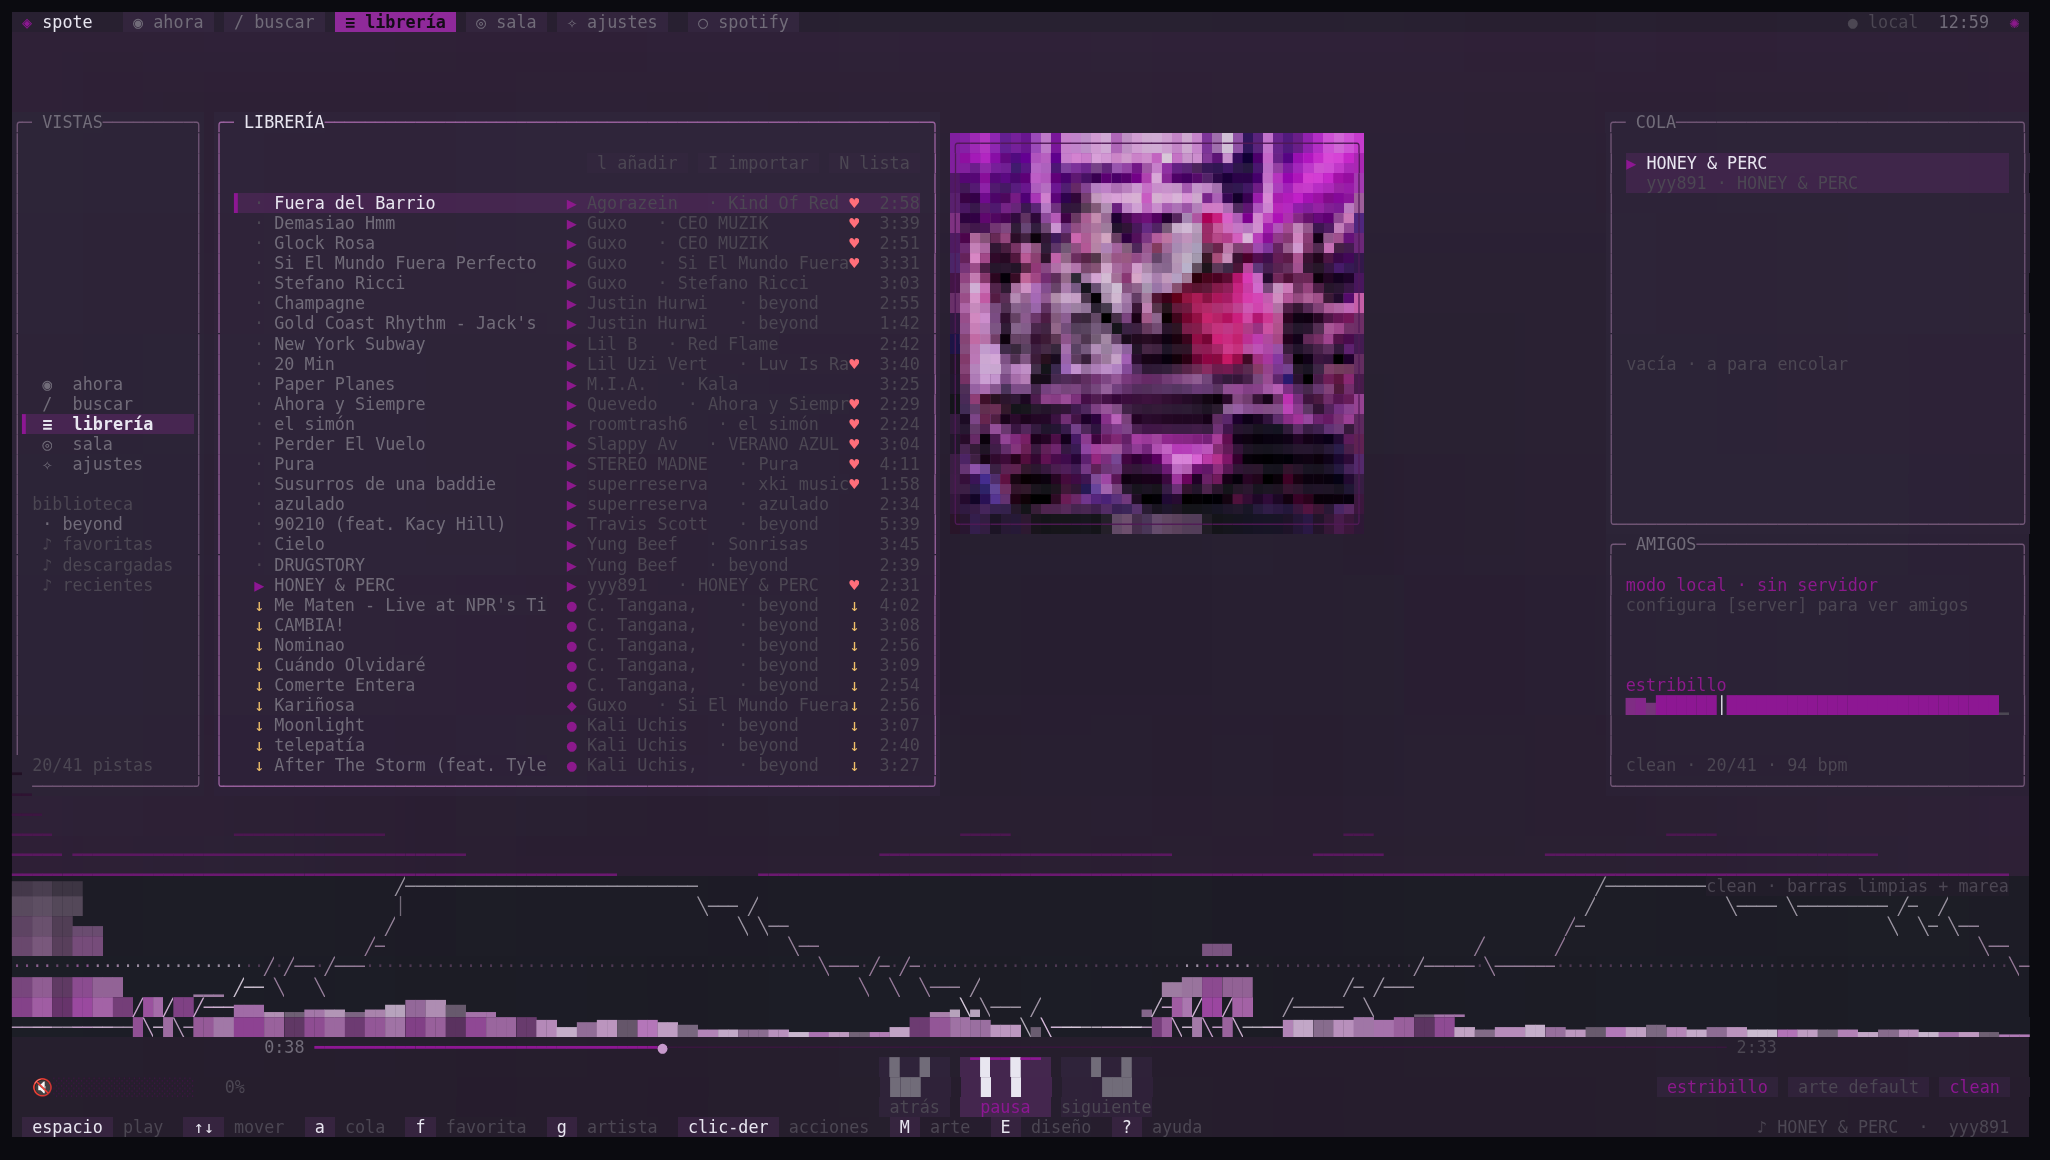 ◈ spote ◉ ahora / buscar ≡ librería ◎ sala ✧ ajustes ○ spotify ● local 12:59
VISTAS
◉ ahora
/ buscar
≡ librería
◎ sala
✧ ajustes
biblioteca
· beyond
♪ favoritas
♪ descargadas
♪ recientes
20/41 pistas
LIBRERÍA
l añadir I importar N lista
· Fuera del Barrio ▶ Agorazein · Kind Of Red ♥ 2:58
· Demasiao Hmm ▶ Guxo · CEO MUZIK ♥ 3:39
· Glock Rosa ▶ Guxo · CEO MUZIK ♥ 2:51
· Si El Mundo Fuera Perfecto ▶ Guxo · Si El Mundo Fuera♥ 3:31
· Stefano Ricci ▶ Guxo · Stefano Ricci 3:03
· Champagne ▶ Justin Hurwi · beyond 2:55
· Gold Coast Rhythm - Jack's ▶ Justin Hurwi · beyond 1:42
· New York Subway ▶ Lil B · Red Flame 2:42
· 20 Min ▶ Lil Uzi Vert · Luv Is Ra♥ 3:40
· Paper Planes ▶ M.I.A. · Kala 3:25
· Ahora y Siempre ▶ Quevedo · Ahora y Siempr♥ 2:29
· el simón ▶ roomtrash6 · el simón ♥ 2:24
· Perder El Vuelo ▶ Slappy Av · VERANO AZUL ♥ 3:04
· Pura ▶ STEREO MADNE · Pura ♥ 4:11
· Susurros de una baddie ▶ superreserva · xki music♥ 1:58
· azulado ▶ superreserva · azulado 2:34
· 90210 (feat. Kacy Hill) ▶ Travis Scott · beyond 5:39
· Cielo ▶ Yung Beef · Sonrisas 3:45
· DRUGSTORY ▶ Yung Beef · beyond 2:39
▶ HONEY & PERC ▶ yyy891 · HONEY & PERC ♥ 2:31
↓ Me Maten - Live at NPR's Ti ● C. Tangana, · beyond ↓ 4:02
↓ CAMBIA! ● C. Tangana, · beyond ↓ 3:08
↓ Nominao ● C. Tangana, · beyond ↓ 2:56
↓ Cuándo Olvidaré ● C. Tangana, · beyond ↓ 3:09
↓ Comerte Entera ● C. Tangana, · beyond ↓ 2:54
↓ Kariñosa ◆ Guxo · Si El Mundo Fuera↓ 2:56
↓ Moonlight ● Kali Uchis · beyond ↓ 3:07
↓ telepatía ● Kali Uchis · beyond ↓ 2:40
↓ After The Storm (feat. Tyle ● Kali Uchis, · beyond ↓ 3:27
COLA
▶ HONEY & PERC
yyy891 · HONEY & PERC
vacía · a para encolar
AMIGOS
modo local · sin servidor
configura [server] para ver amigos
estribillo
clean · 20/41 · 94 bpm
clean · barras limpias + marea
0:38 2:33
0% estribillo arte default clean
atrás pausa siguiente
espacio play ↑↓ mover a cola f favorita g artista clic-der acciones M arte E diseño ? ayuda ♪ HONEY & PERC · yyy891